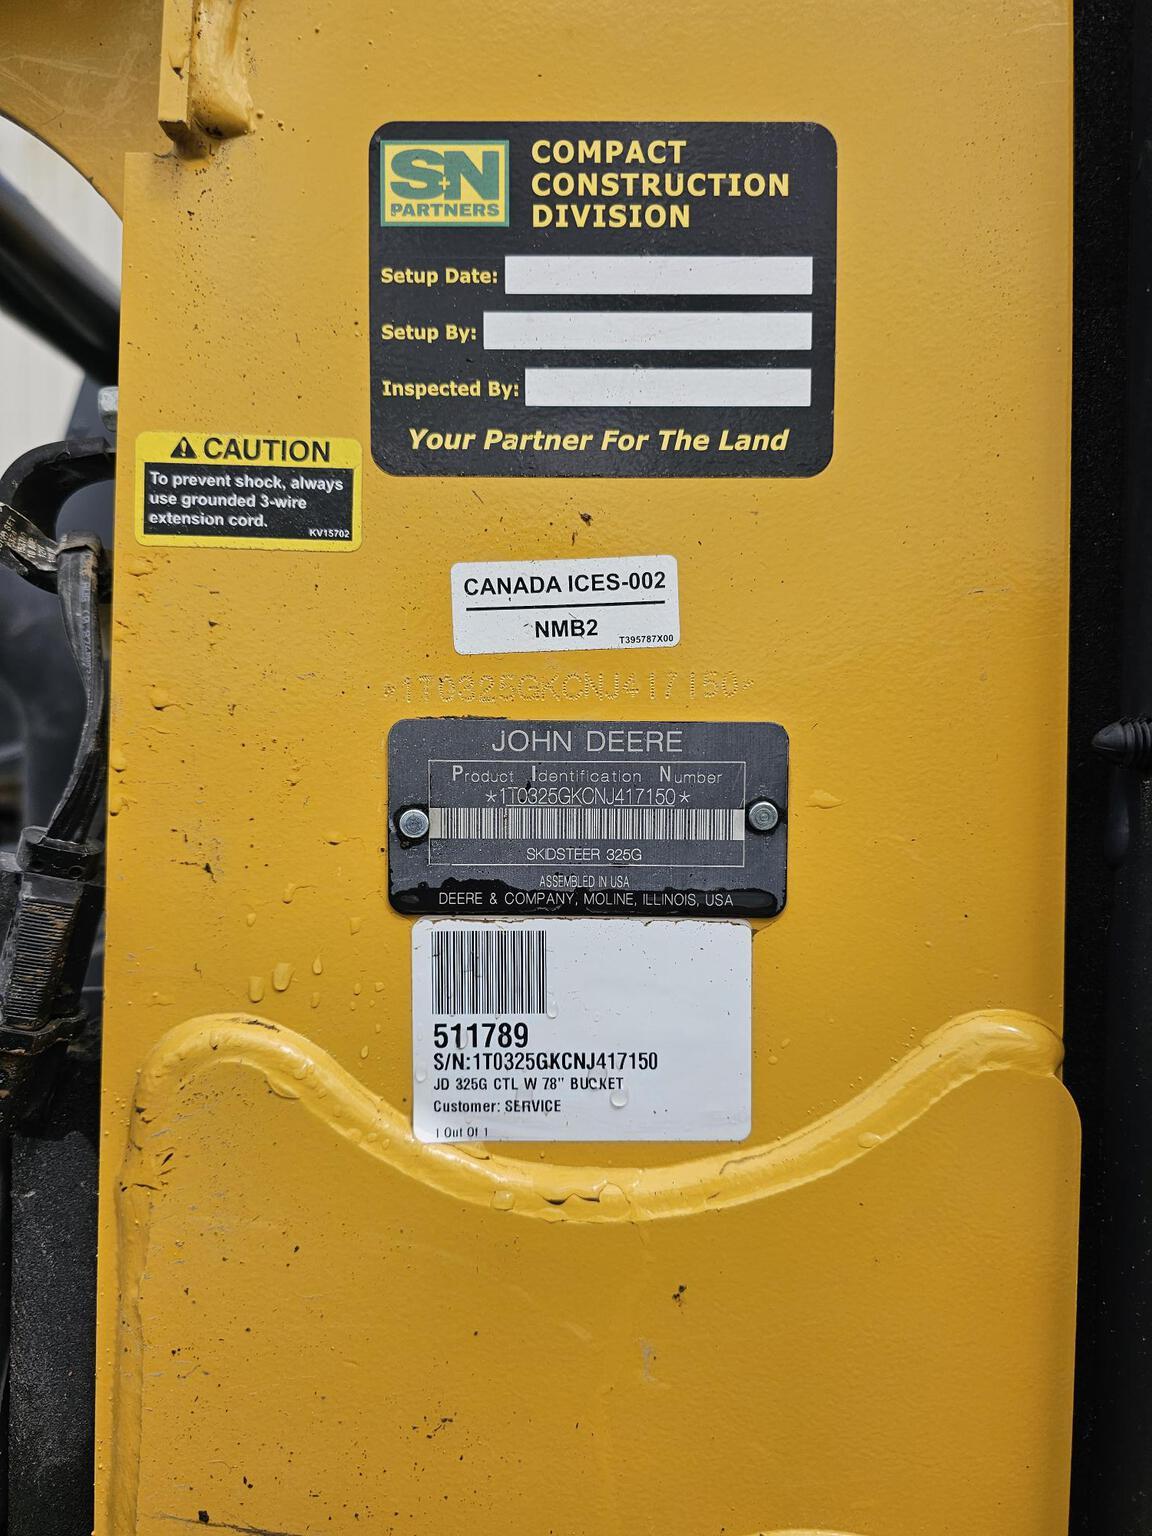 S+N
PARTNERS
COMPACT
CONSTRUCTION
DIVISION
Setup Date:
Setup By:
Inspected By:
Your Partner For The Land
CAUTION
To prevent shock, always
use grounded 3-wire
extension cord.
KV15702
CANADA ICES-002
NMB2
T395787X00
*1T0325GKCNJ417150*
JOHN DEERE
Product Identification Number
*1T0325GKCNJ417150*
SKIDSTEER 325G
ASSEMBLED IN USA
DEERE & COMPANY, MOLINE, ILLINOIS, USA
511789
S/N:1T0325GKCNJ417150
JD 325G CTL W 78" BUCKET
Customer: SERVICE
1 Out Of 1